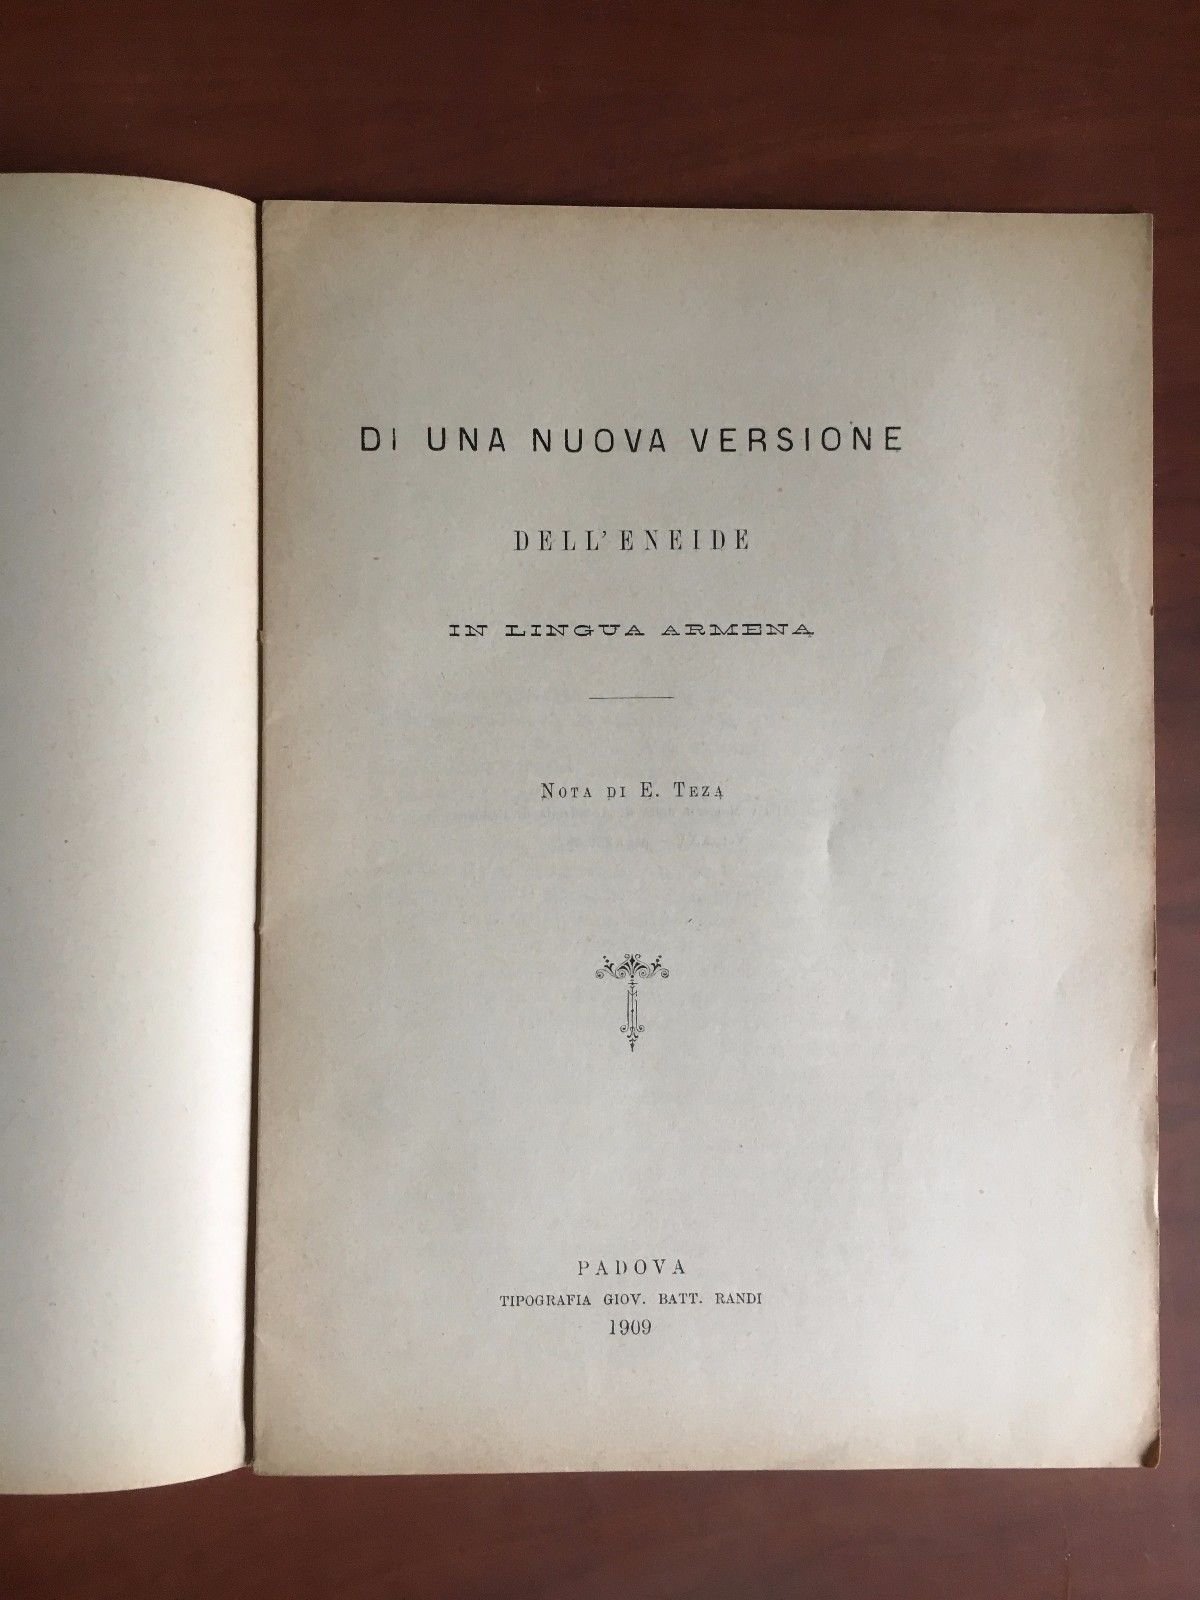 DI UNA NUOVA VERSIONE
DELL'ENEIDE
IN LINGUA ARMENA
NOTA DI E. TEZA
PADOVA
TIPOGRAFIA GIOV. BATT. RANDI
1909